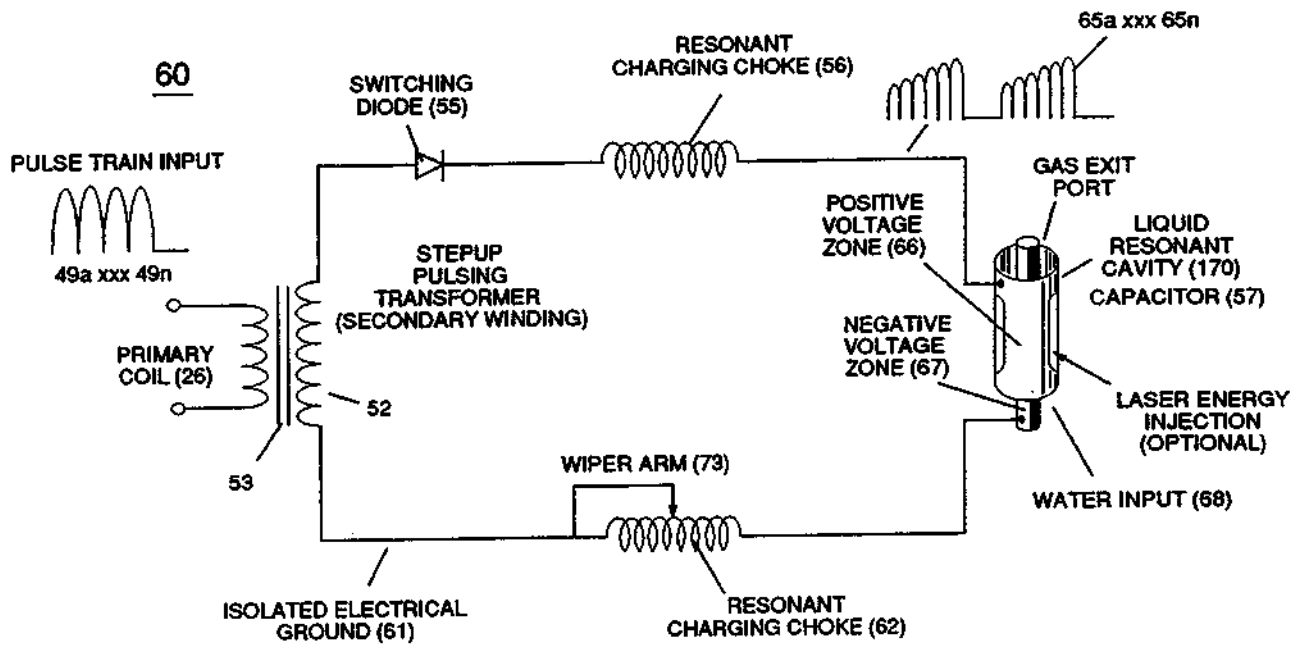 60
PULSE TRAIN INPUT
49a xxx 49n
SWITCHING
DIODE (55)
RESONANT
CHARGING CHOKE (56)
65a xxx 65n
GAS EXIT
PORT
POSITIVE
VOLTAGE
ZONE (66)
LIQUID
RESONANT
CAVITY (170)
CAPACITOR (57)
STEPUP
PULSING
TRANSFORMER
(SECONDARY WINDING)
NEGATIVE
VOLTAGE
ZONE (67)
PRIMARY
COIL (26)
52
53
LASER ENERGY
INJECTION
(OPTIONAL)
WIPER ARM (73)
WATER INPUT (68)
ISOLATED ELECTRICAL
GROUND (61)
RESONANT
CHARGING CHOKE (62)